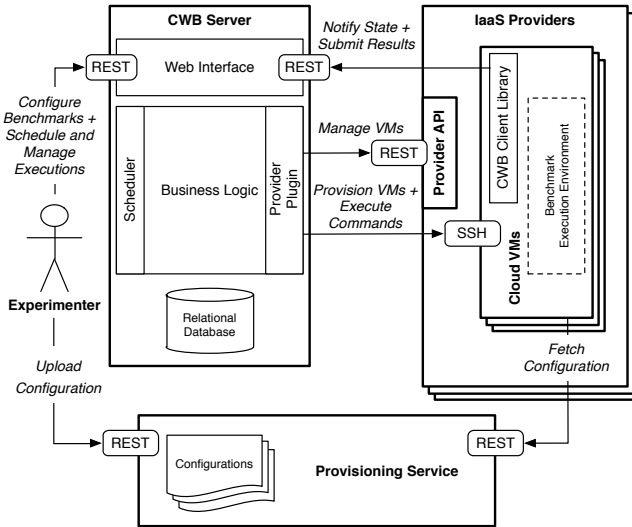 CWB Server
IaaS Providers
REST
Web Interface
REST
Notify State +
Submit Results
Configure
Benchmarks +
Schedule and
Manage
Executions
Scheduler
Business Logic
Provider
Plugin
Manage VMs
REST
Provider API
Provision VMs +
Execute
Commands
SSH
Cloud VMs
CWB Client Library
Benchmark
Execution Environment
Experimenter
Relational
Database
Upload
Configuration
Fetch
Configuration
REST
Configurations
Provisioning Service
REST